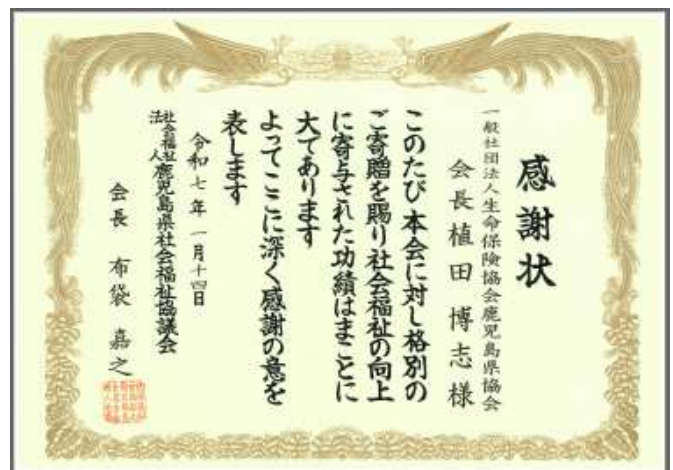 感謝状
一般社団法人生命保険協会鹿児島県協会
会長 植田 博志 様
このたび本会に対し格別の
ご寄贈を賜り社会福祉の向上
に寄与された功績はまことに
大であります
よってここに深く感謝の意を
表します
令和七年一月十四日
社会福祉法人鹿児島県社会福祉協議会
会長 布袋 嘉之